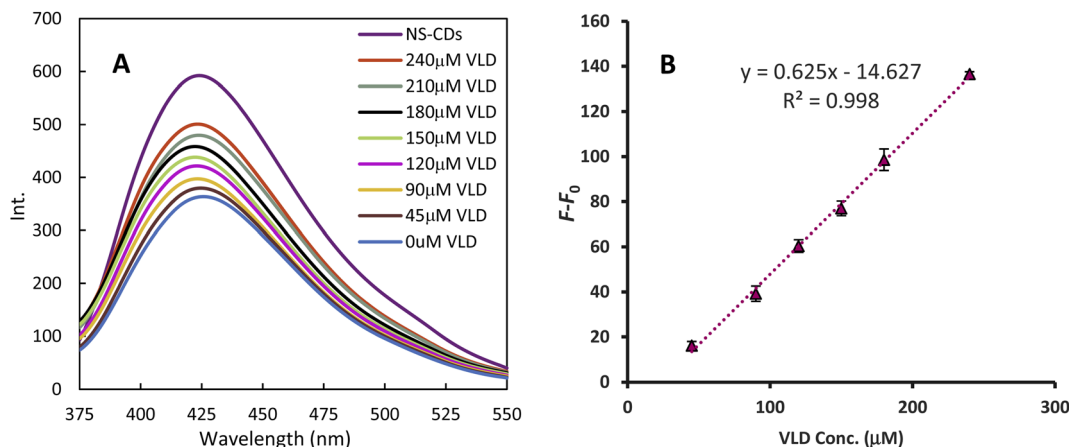 700
600
500
400
300
200
100
0
Int.
375
400
425
450
475
500
525
550
Wavelength (nm)
A
NS-CDs
240μM VLD
210μM VLD
180μM VLD
150μM VLD
120μM VLD
90μM VLD
45μM VLD
0uM VLD
160
140
120
100
80
60
40
20
0
F-F0
0
100
200
300
VLD Conc. (μM)
B
y = 0.625x - 14.627
R² = 0.998